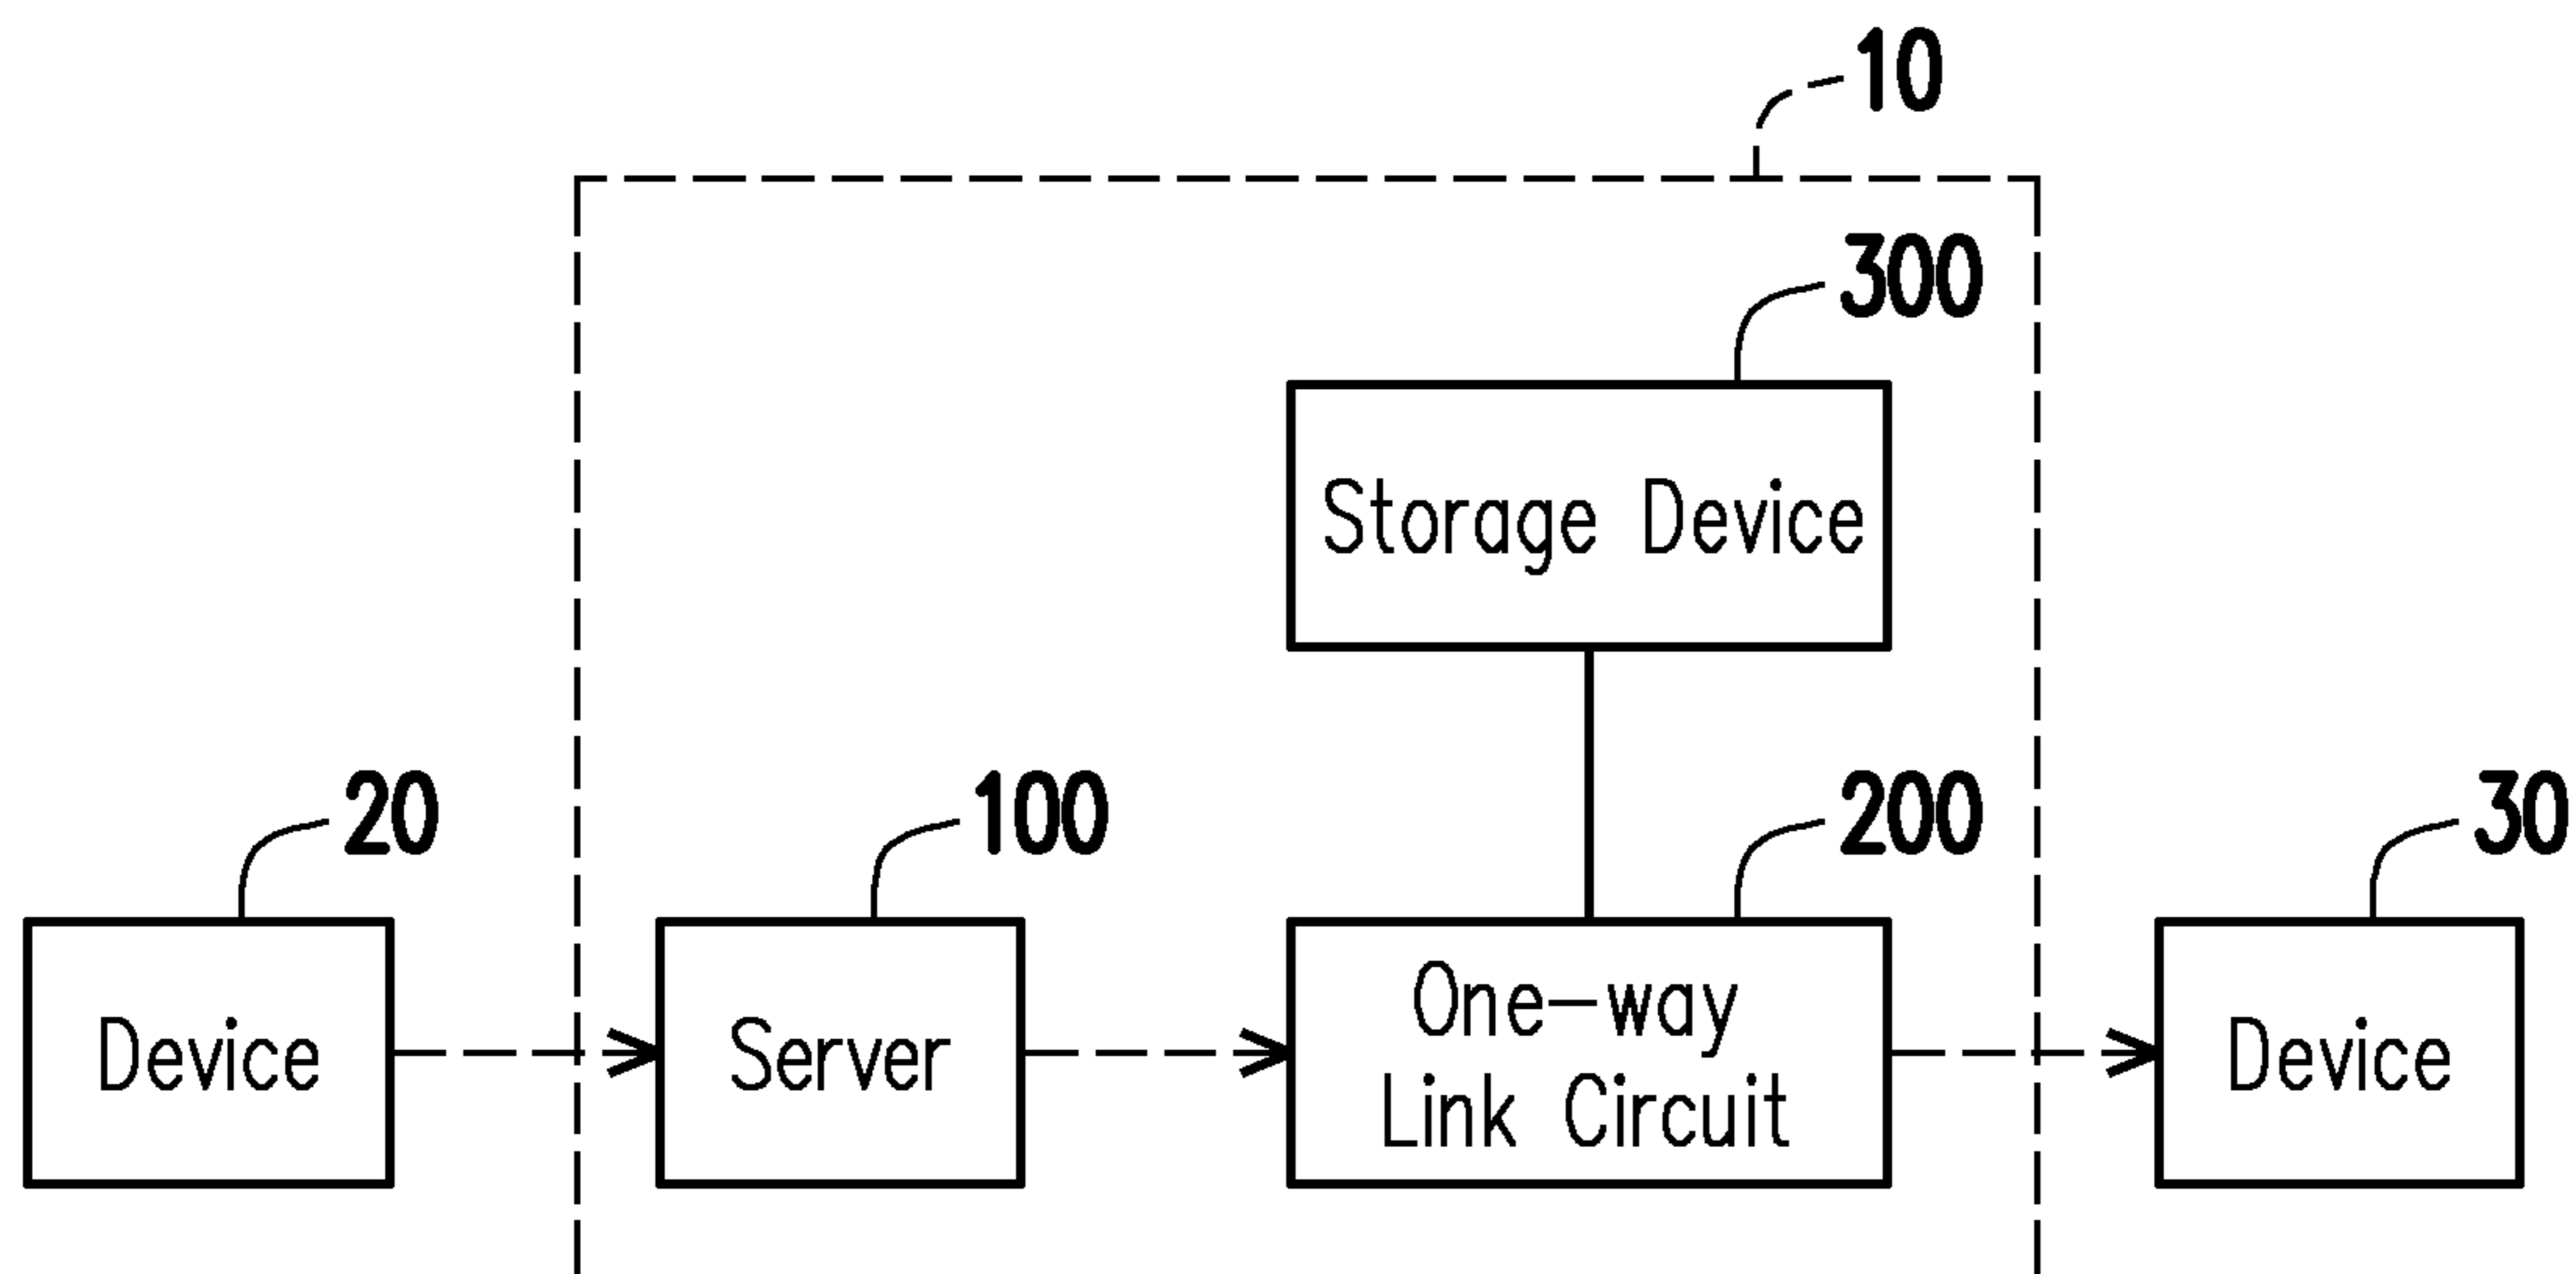 10
300
Storage Device
20
100
200
30
Device
Server
One-way
Link Circuit
Device